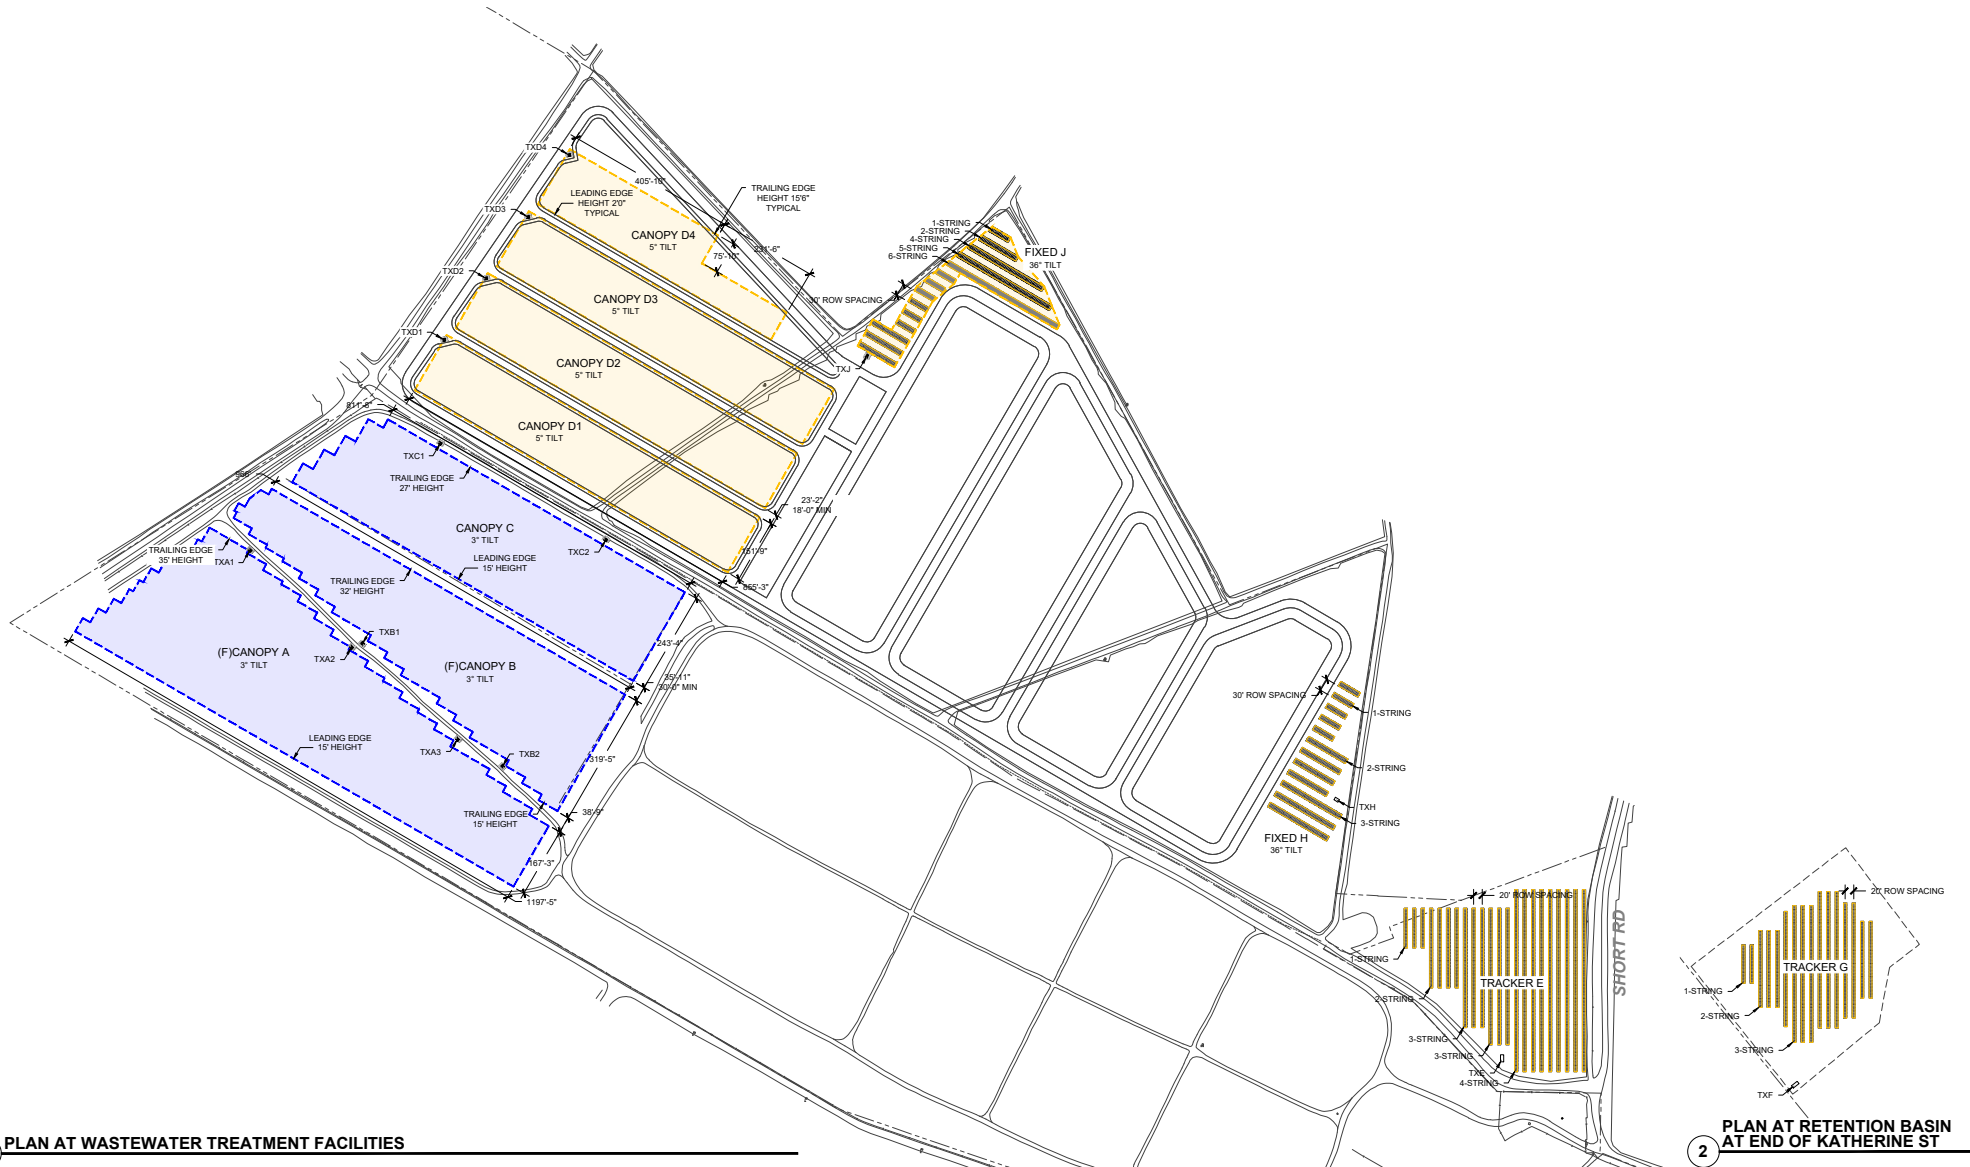 TXD4
405'-10"
TRAILING EDGE
HEIGHT 15'6"
TYPICAL
LEADING EDGE
HEIGHT 2'0"
TYPICAL
TXD3
CANOPY D4
5° TILT
231'-6"
75'-10"
TXD2
CANOPY D3
5° TILT
TXD1
CANOPY D2
5° TILT
CANOPY D1
5° TILT
1-STRING
2-STRING
4-STRING
5-STRING
6-STRING
FIXED J
36° TILT
30' ROW SPACING
TXJ
811'-8"
TXC1
TRAILING EDGE
27' HEIGHT
CANOPY C
3° TILT
TXC2
LEADING EDGE
15' HEIGHT
23'-2"
18'-0" MIN
151'-9"
855'-3"
TRAILING EDGE
35' HEIGHT
TXA1
TRAILING EDGE
32' HEIGHT
TXB1
(F)CANOPY A
3° TILT
TXA2
(F)CANOPY B
3° TILT
243'-4"
35'-11"
30'-0" MIN
LEADING EDGE
15' HEIGHT
TXA3
TXB2
319'-5"
TRAILING EDGE
15' HEIGHT
38'-9"
167'-3"
1197'-5"
30' ROW SPACING
1-STRING
2-STRING
TXH
3-STRING
FIXED H
36° TILT
20' ROW SPACING
1-STRING
TRACKER E
2-STRING
3-STRING
3-STRING
TXE
4-STRING
SHORT RD
20' ROW SPACING
TRACKER G
1-STRING
2-STRING
3-STRING
TXF
PLAN AT WASTEWATER TREATMENT FACILITIES
2
PLAN AT RETENTION BASIN
AT END OF KATHERINE ST